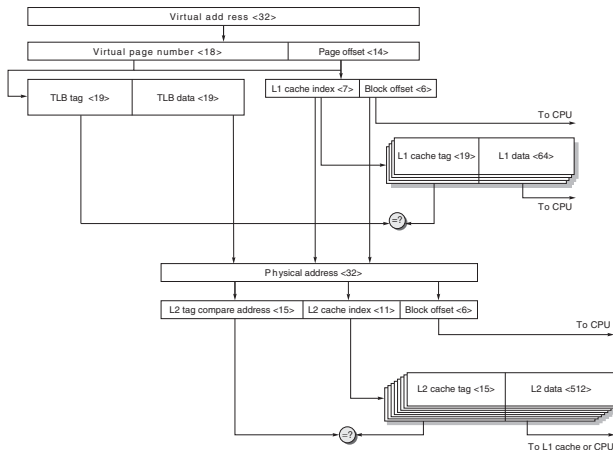 Virtual add ress <32>
Virtual page number <18> Page offset <14>
TLB tag <19> TLB data <19> L1 cache index <7> Block offset <6>
To CPU
L1 cache tag <19> L1 data <64>
To CPU
=?
Physical address <32>
L2 tag compare address <15> L2 cache index <11> Block offset <6>
To CPU
L2 cache tag <15> L2 data <512>
=?
To L1 cache or CPU